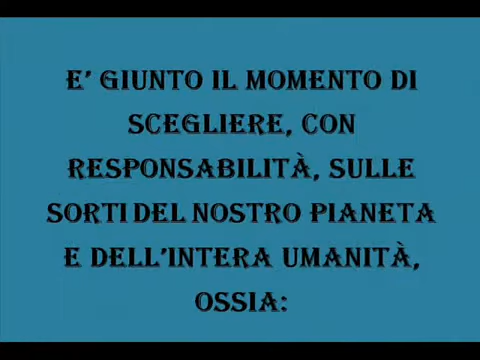 E' GIUNTO IL MOMENTO DI
SCEGLIERE, CON
RESPONSABILITÀ, SULLE
SORTI DEL NOSTRO PIANETA
E DELL'INTERA UMANITÀ,
OSSIA: